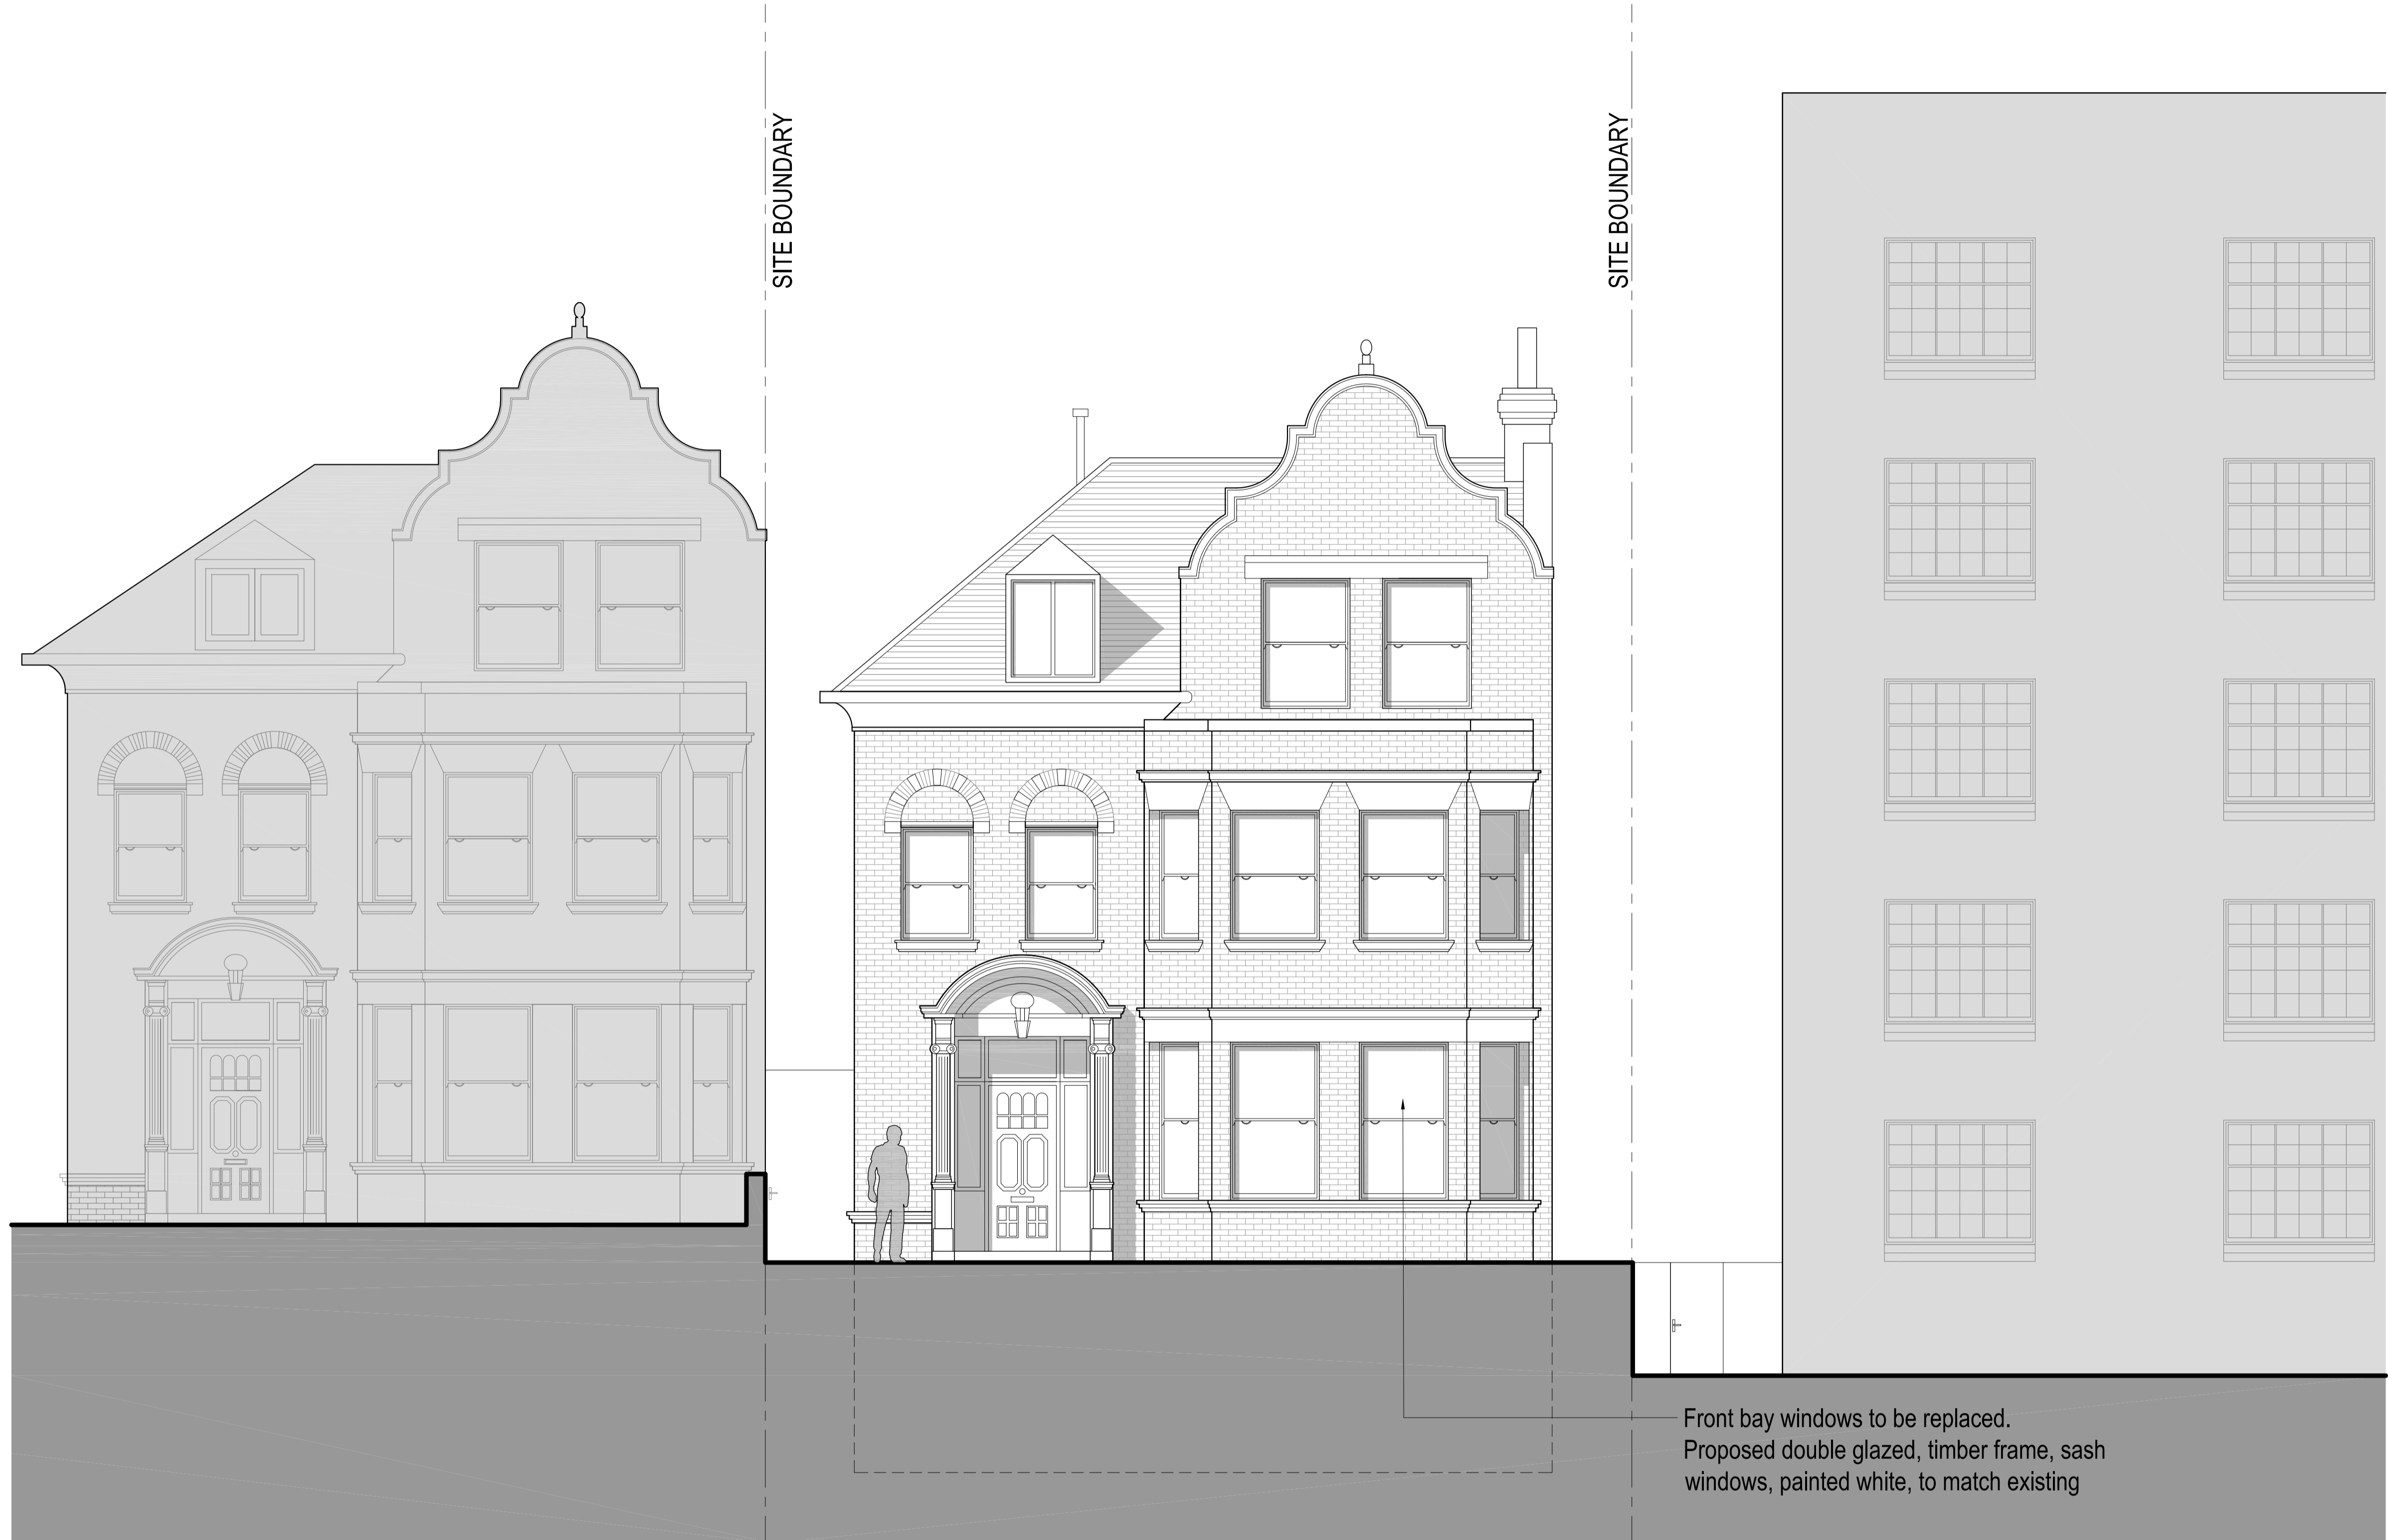 SITE BOUNDARY
SITE BOUNDARY
Front bay windows to be replaced.
Proposed double glazed, timber frame, sash
windows, painted white, to match existing